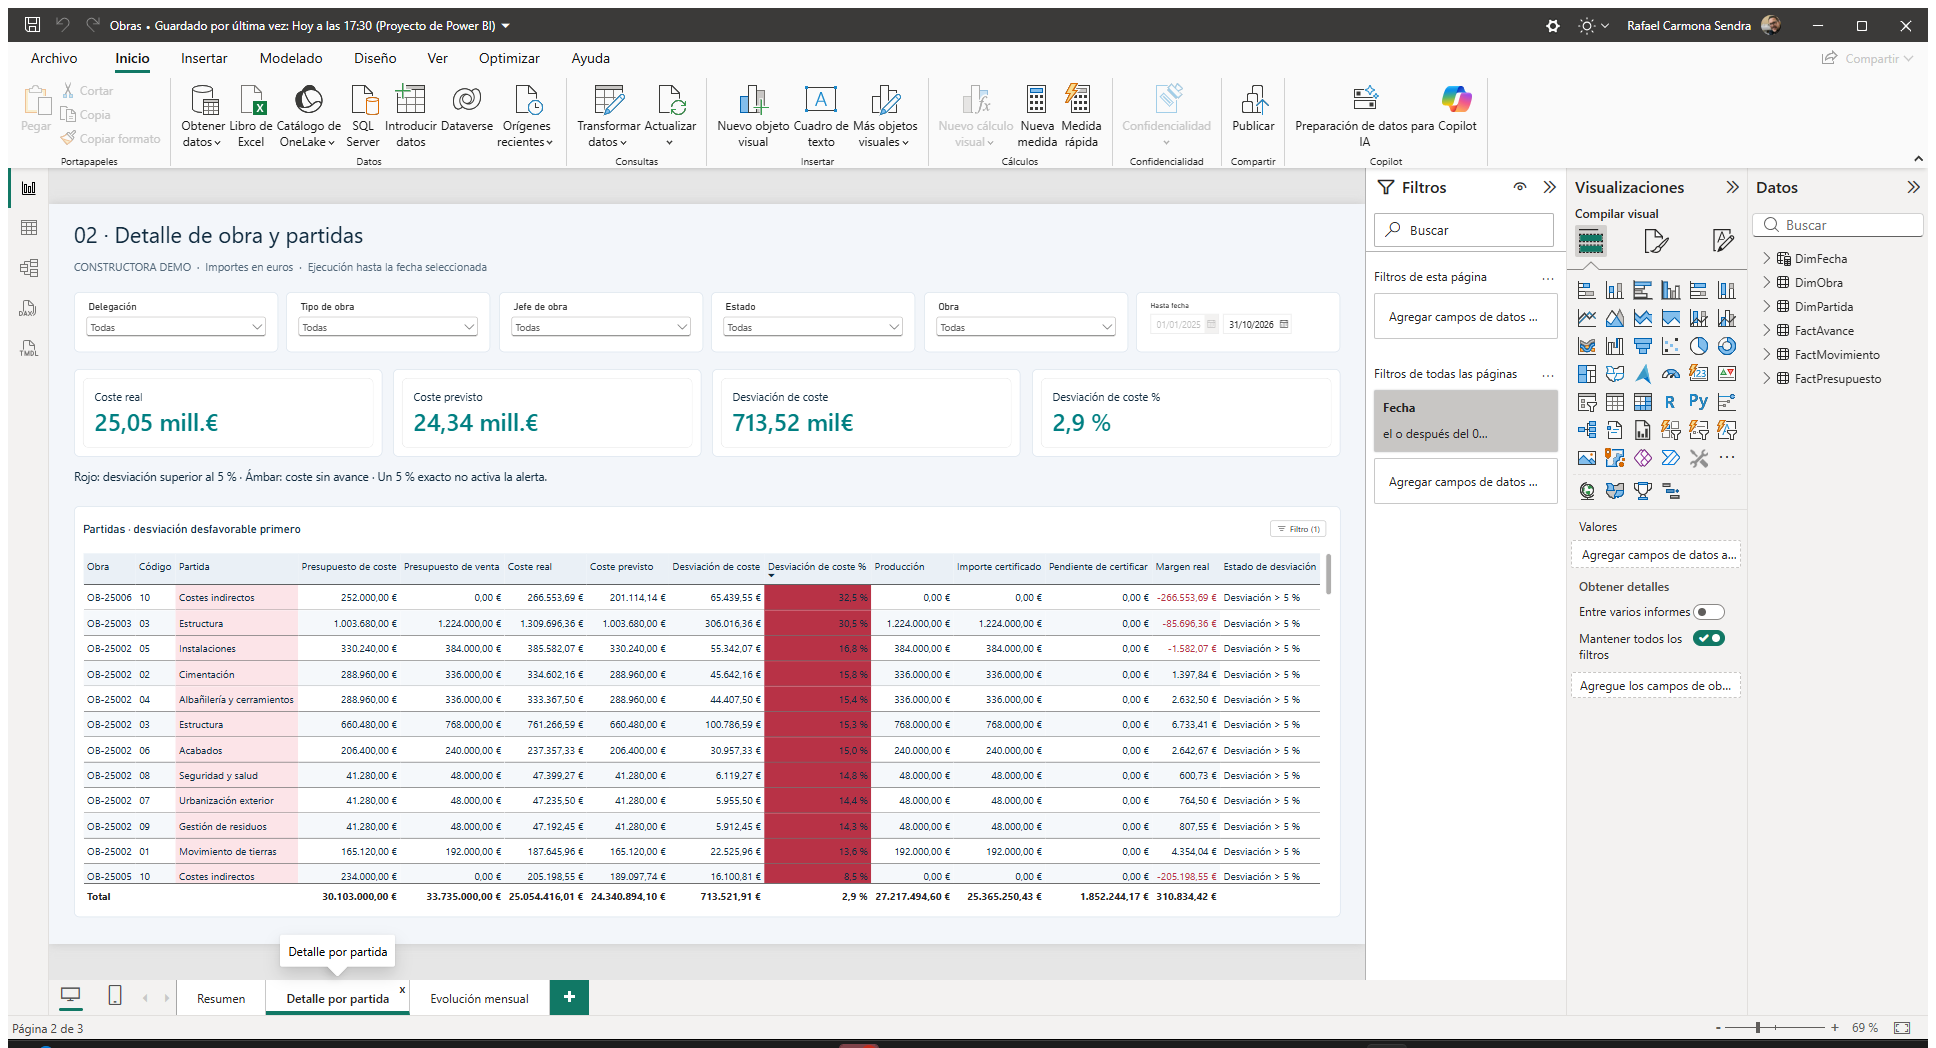 Obras • Guardado por última vez: Hoy a las 17:30 (Proyecto de Power BI)
Rafael Carmona Sendra
Archivo Inicio Insertar Modelado Diseño Ver Optimizar Ayuda
Compartir
Pegar
Cortar
Copia
Copiar formato
Portapapeles
Obtener datos
Libro de Excel
Catálogo de OneLake
SQL Server
Introducir datos
Dataverse
Orígenes recientes
Datos
Transformar datos
Actualizar
Consultas
Nuevo objeto visual
Cuadro de texto
Más objetos visuales
Insertar
Nuevo cálculo visual
Nueva medida
Medida rápida
Cálculos
Confidencialidad
Confidencialidad
Publicar
Compartir
Preparación de datos para IA
Copilot
Copilot
02 · Detalle de obra y partidas
CONSTRUCTORA DEMO · Importes en euros · Ejecución hasta la fecha seleccionada
Delegación
Todas
Tipo de obra
Todas
Jefe de obra
Todas
Estado
Todas
Obra
Todas
Hasta fecha
01/01/2025 31/10/2026
Coste real
25,05 mill.€
Coste previsto
24,34 mill.€
Desviación de coste
713,52 mil€
Desviación de coste %
2,9 %
Rojo: desviación superior al 5 % · Ámbar: coste sin avance · Un 5 % exacto no activa la alerta.
Partidas · desviación desfavorable primero
Filtro (1)
Obra Código Partida Presupuesto de coste Presupuesto de venta Coste real Coste previsto Desviación de coste Desviación de coste % Producción Importe certificado Pendiente de certificar Margen real Estado de desviación
OB-25006 10 Costes indirectos 252.000,00 € 0,00 € 266.553,69 € 201.114,14 € 65.439,55 € 32,5 % 0,00 € 0,00 € 0,00 € -266.553,69 € Desviación > 5 %
OB-25003 03 Estructura 1.003.680,00 € 1.224.000,00 € 1.309.696,36 € 1.003.680,00 € 306.016,36 € 30,5 % 1.224.000,00 € 1.224.000,00 € 0,00 € -85.696,36 € Desviación > 5 %
OB-25002 05 Instalaciones 330.240,00 € 384.000,00 € 385.582,07 € 330.240,00 € 55.342,07 € 16,8 % 384.000,00 € 384.000,00 € 0,00 € -1.582,07 € Desviación > 5 %
OB-25002 02 Cimentación 288.960,00 € 336.000,00 € 334.602,16 € 288.960,00 € 45.642,16 € 15,8 % 336.000,00 € 336.000,00 € 0,00 € 1.397,84 € Desviación > 5 %
OB-25002 04 Albañilería y cerramientos 288.960,00 € 336.000,00 € 333.367,50 € 288.960,00 € 44.407,50 € 15,4 % 336.000,00 € 336.000,00 € 0,00 € 2.632,50 € Desviación > 5 %
OB-25002 03 Estructura 660.480,00 € 768.000,00 € 761.266,59 € 660.480,00 € 100.786,59 € 15,3 % 768.000,00 € 768.000,00 € 0,00 € 6.733,41 € Desviación > 5 %
OB-25002 06 Acabados 206.400,00 € 240.000,00 € 237.357,33 € 206.400,00 € 30.957,33 € 15,0 % 240.000,00 € 240.000,00 € 0,00 € 2.642,67 € Desviación > 5 %
OB-25002 08 Seguridad y salud 41.280,00 € 48.000,00 € 47.399,27 € 41.280,00 € 6.119,27 € 14,8 % 48.000,00 € 48.000,00 € 0,00 € 600,73 € Desviación > 5 %
OB-25002 07 Urbanización exterior 41.280,00 € 48.000,00 € 47.235,50 € 41.280,00 € 5.955,50 € 14,4 % 48.000,00 € 48.000,00 € 0,00 € 764,50 € Desviación > 5 %
OB-25002 09 Gestión de residuos 41.280,00 € 48.000,00 € 47.192,45 € 41.280,00 € 5.912,45 € 14,3 % 48.000,00 € 48.000,00 € 0,00 € 807,55 € Desviación > 5 %
OB-25002 01 Movimiento de tierras 165.120,00 € 192.000,00 € 187.645,96 € 165.120,00 € 22.525,96 € 13,6 % 192.000,00 € 192.000,00 € 0,00 € 4.354,04 € Desviación > 5 %
OB-25005 10 Costes indirectos 234.000,00 € 0,00 € 205.198,55 € 189.097,74 € 16.100,81 € 8,5 % 0,00 € 0,00 € 0,00 € -205.198,55 € Desviación > 5 %
Total 30.103.000,00 € 33.735.000,00 € 25.054.416,01 € 24.340.894,10 € 713.521,91 € 2,9 % 27.217.494,60 € 25.365.250,43 € 1.852.244,17 € 310.834,42 €
Detalle por partida
Resumen
Detalle por partida x
Evolución mensual
+
Página 2 de 3
- + 69 %
Filtros
Buscar
Filtros de esta página ...
Agregar campos de datos ...
Filtros de todas las páginas ...
Fecha
el o después del 0...
Agregar campos de datos ...
Visualizaciones
Compilar visual
123
R Py
...
Valores
Agregar campos de datos a...
Obtener detalles
Entre varios informes
Mantener todos los filtros
Agregue los campos de ob...
Datos
Buscar
DimFecha
DimObra
DimPartida
FactAvance
FactMovimiento
FactPresupuesto
DAX
TMDL